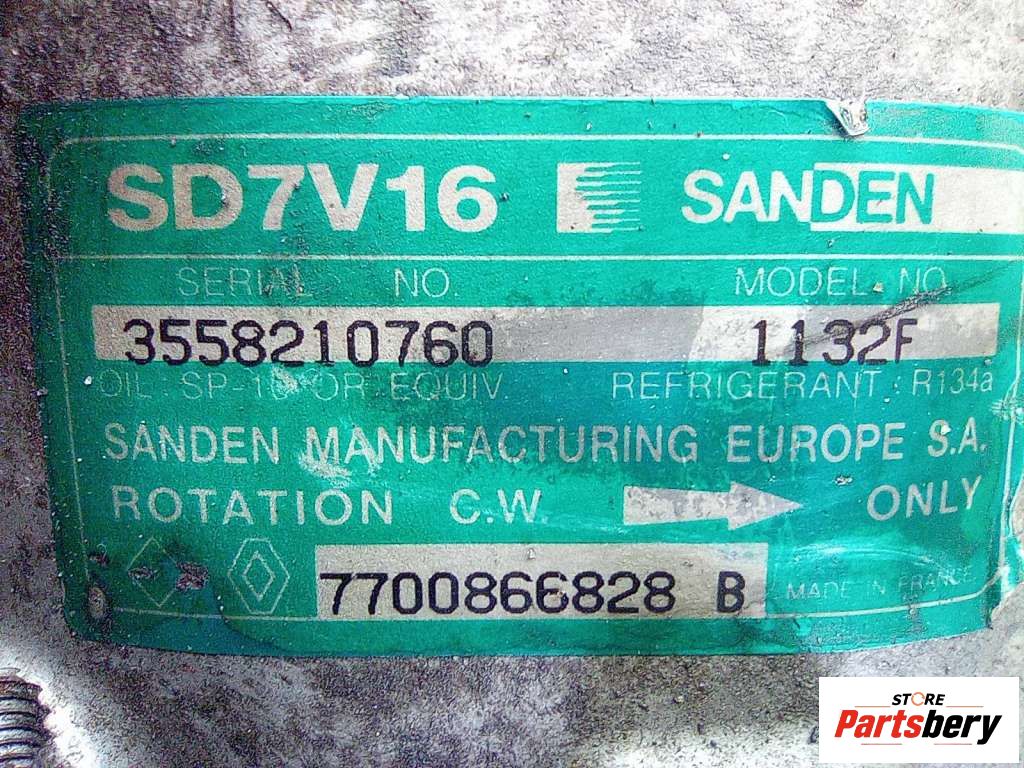 SD7V16 SANDEN
SERIAL NO. MODEL NO.
3558210760 1132F
OIL: SP-10 OR EQUIV. REFRIGERANT: R134a
SANDEN MANUFACTURING EUROPE S.A.
ROTATION C.W. ONLY
7700866828 B MADE IN FRANCE
STORE
Partsbery